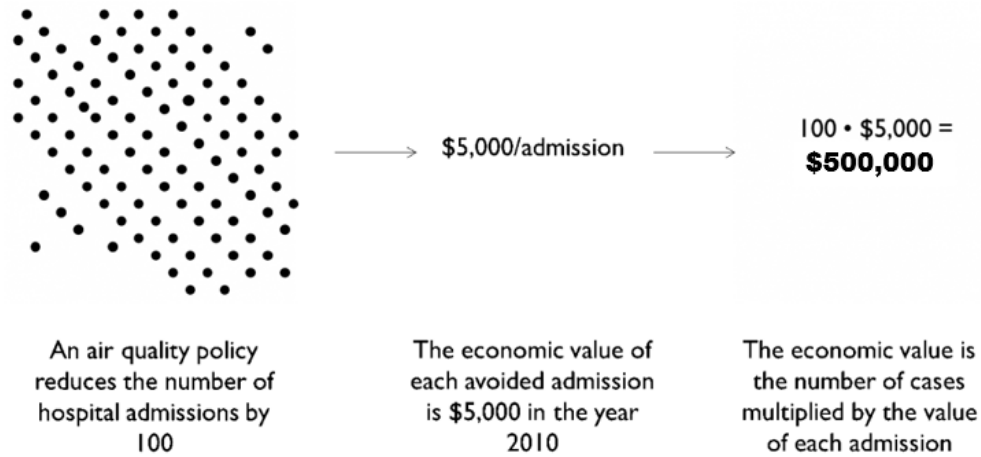 $5,000/admission
100 • $5,000 =
$500,000
An air quality policy
reduces the number of
hospital admissions by
100
The economic value of
each avoided admission
is $5,000 in the year
2010
The economic value is
the number of cases
multiplied by the value
of each admission